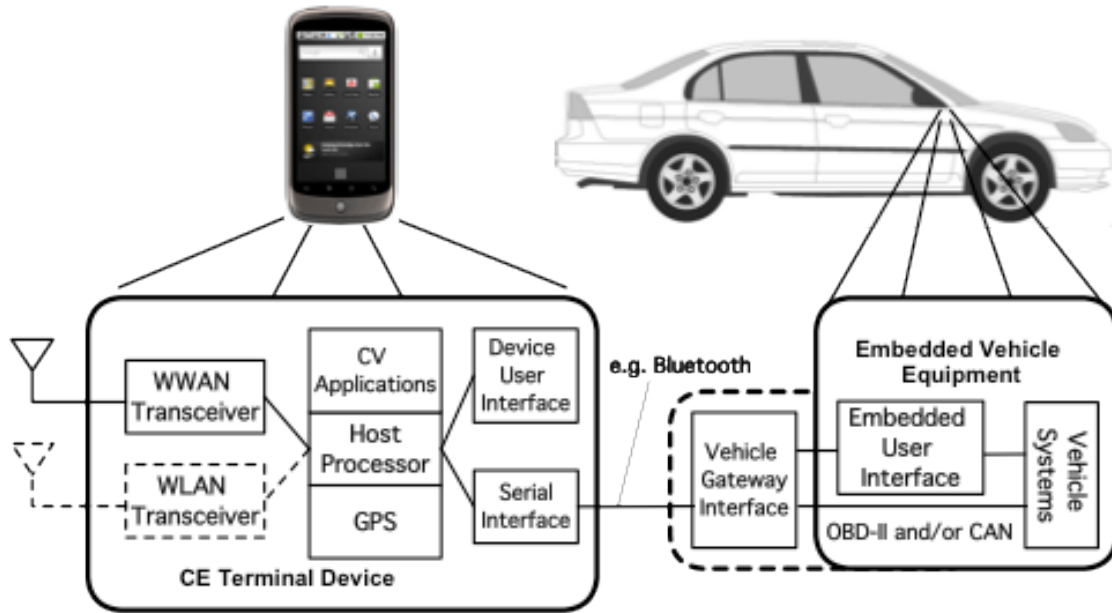 WWAN
Transceiver
WLAN
Transceiver
CV
Applications
Host
Processor
GPS
Device
User
Interface
Serial
Interface
CE Terminal Device
e.g. Bluetooth
Vehicle
Gateway
Interface
Embedded Vehicle
Equipment
Embedded
User
Interface
Vehicle
Systems
OBD-II and/or CAN